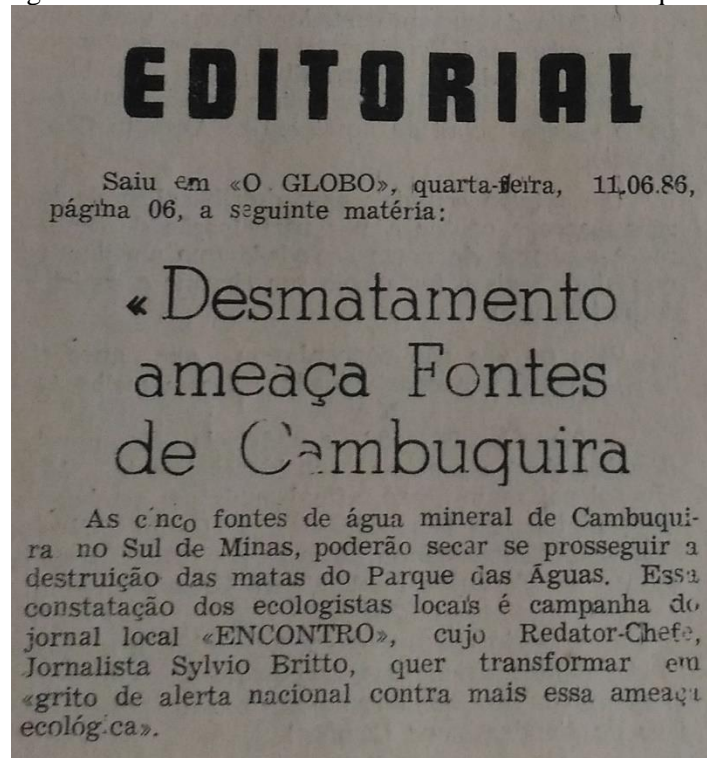 EDITORIAL
Saiu em «O GLOBO», quarta-feira, 11.06.86,
página 06, a seguinte matéria:
« Desmatamento
ameaça Fontes
de Cambuquira
As cinco fontes de água mineral de Cambuqui-
ra no Sul de Minas, poderão secar se prosseguir a
destruição das matas do Parque das Águas. Essa
constatação dos ecologistas locais é campanha do
jornal local «ENCONTRO», cujo Redator-Chefe,
Jornalista Sylvio Britto, quer transformar em
«grito de alerta nacional contra mais essa ameaça
ecológica».